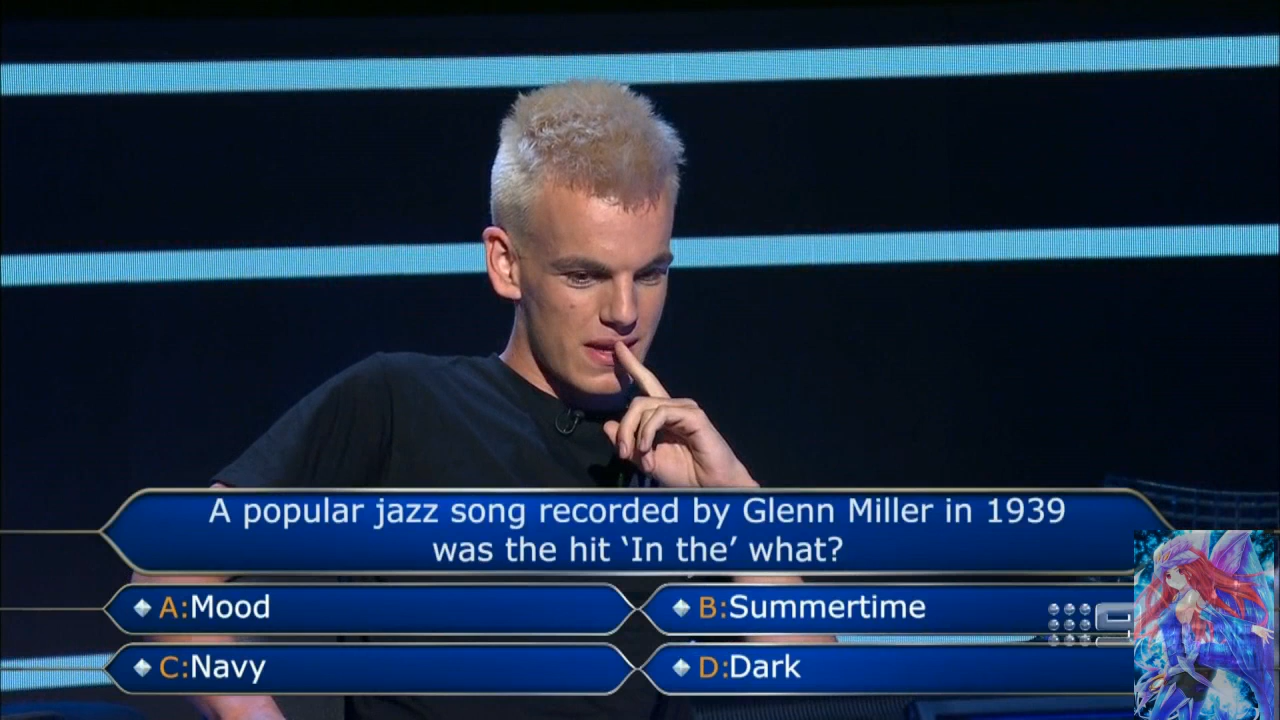 A popular jazz song recorded by Glenn Miller in 1939
was the hit ‘In the’ what?
A:Mood
B:Summertime
C:Navy
D:Dark